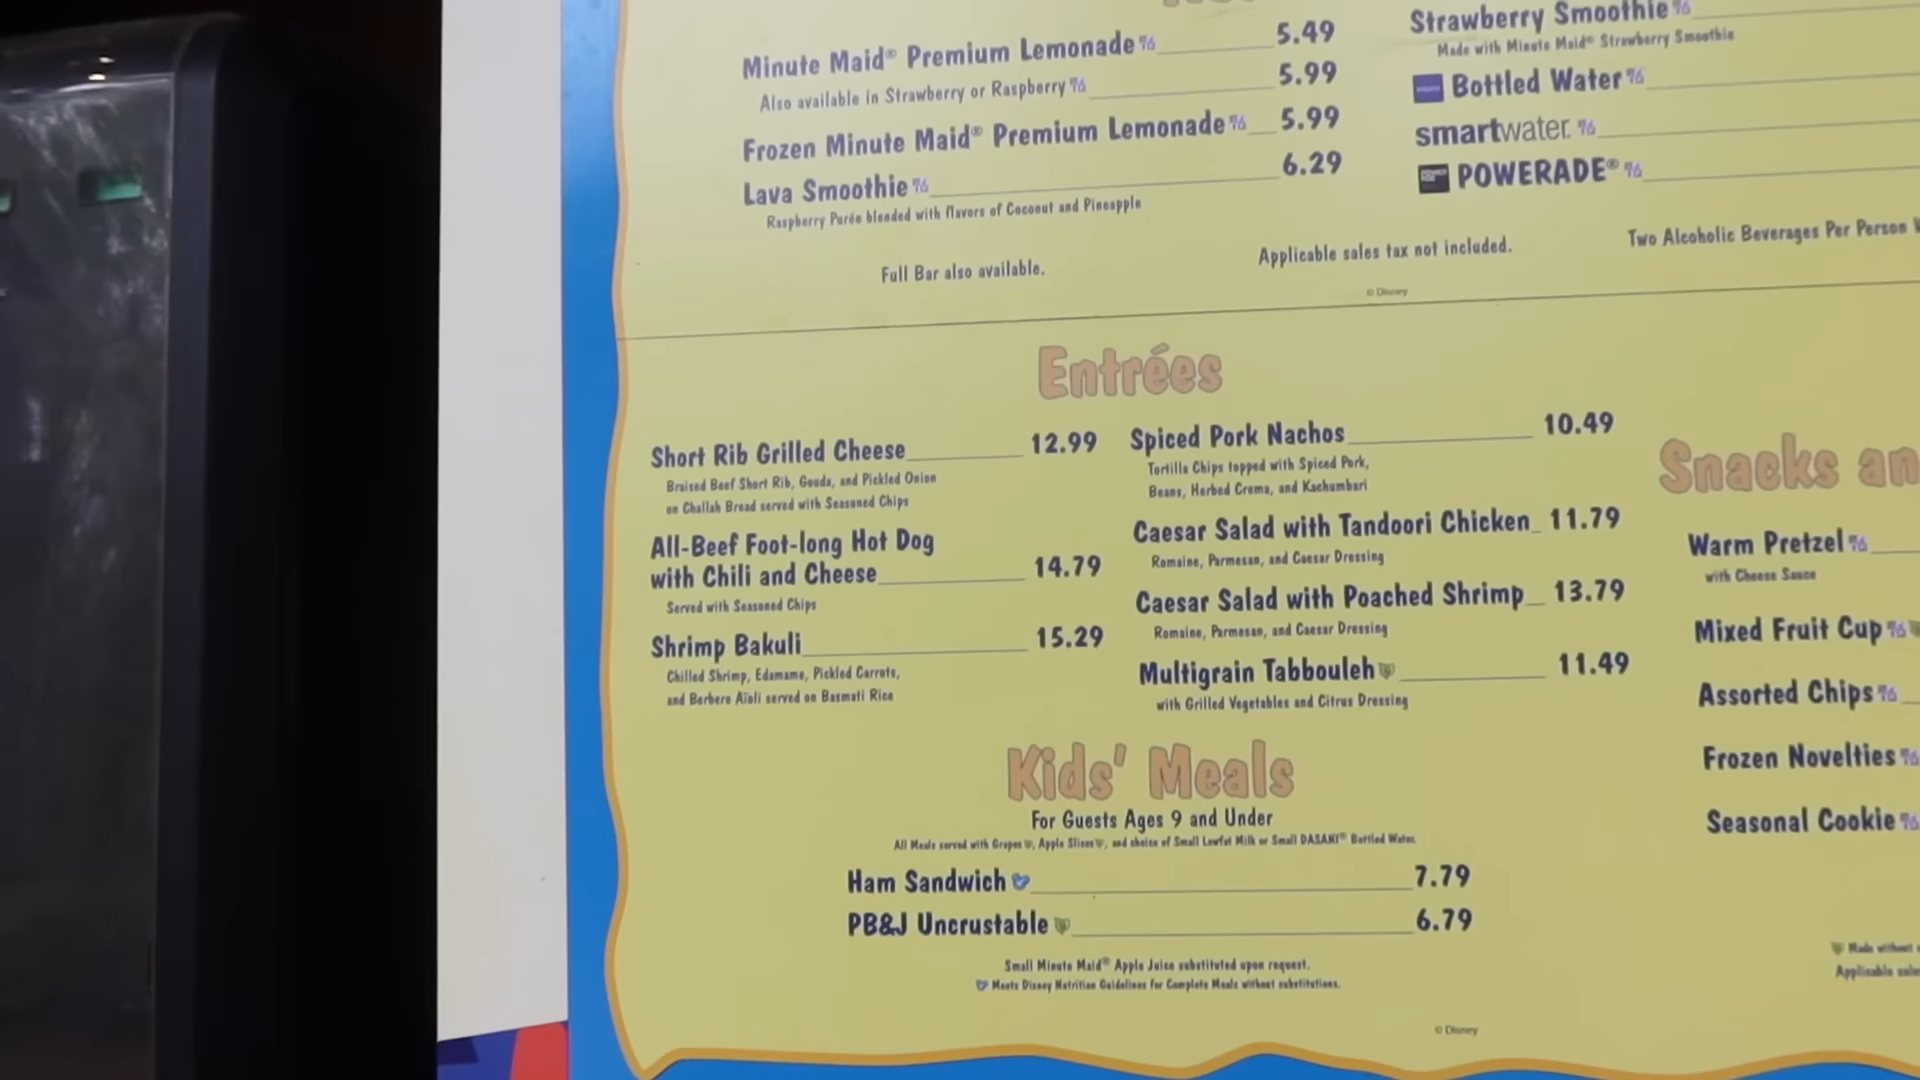 Minute Maid® Premium Lemonade 5.49
Also available in Strawberry or Raspberry 5.99
Frozen Minute Maid® Premium Lemonade 5.99
Lava Smoothie 6.29
Raspberry Purée blended with flavors of Coconut and Pineapple
Strawberry Smoothie
Made with Minute Maid® Strawberry Smoothie
Bottled Water
smartwater
POWERADE®
Full Bar also available.
Applicable sales tax not included.
Two Alcoholic Beverages Per Person
© Disney
Entrées
Short Rib Grilled Cheese 12.99
Braised Beef Short Rib, Gouda, and Pickled Onion
on Challah Bread served with Seasoned Chips
All-Beef Foot-long Hot Dog
with Chili and Cheese 14.79
Served with Seasoned Chips
Shrimp Bakuli 15.29
Chilled Shrimp, Edamame, Pickled Carrots,
and Berbere Aïoli served on Basmati Rice
Spiced Pork Nachos 10.49
Tortilla Chips topped with Spiced Pork,
Beans, Herbed Crema, and Kachumbari
Caesar Salad with Tandoori Chicken 11.79
Romaine, Parmesan, and Caesar Dressing
Caesar Salad with Poached Shrimp 13.79
Romaine, Parmesan, and Caesar Dressing
Multigrain Tabbouleh 11.49
with Grilled Vegetables and Citrus Dressing
Snacks an
Warm Pretzel
with Cheese Sauce
Mixed Fruit Cup
Assorted Chips
Frozen Novelties
Seasonal Cookie
Kids' Meals
For Guests Ages 9 and Under
All Meals served with Grapes, Apple Slices, and choice of Small Lowfat Milk or Small DASANI® Bottled Water.
Ham Sandwich 7.79
PB&J Uncrustable 6.79
Small Minute Maid® Apple Juice substituted upon request.
Meets Disney Nutrition Guidelines for Complete Meals without substitutions.
Made without
Applicable sales
© Disney